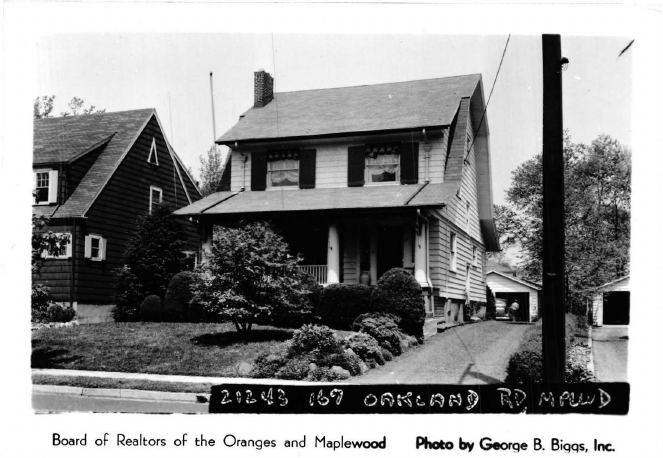 21243 169 OAKLAND RD, MPLWD
Board of Realtors of the Oranges and Maplewood Photo by George B. Biggs, Inc.